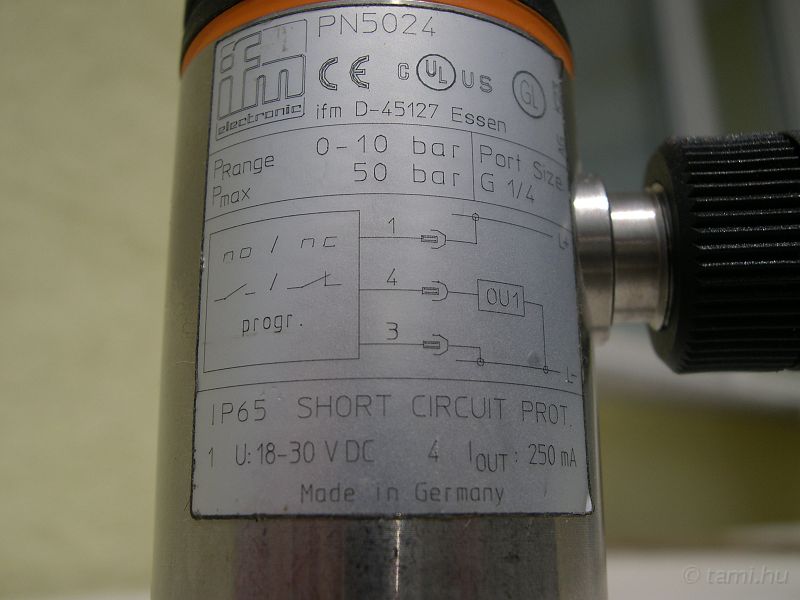 ifm
electronic
PN5024
CE C UL US GL
ifm D-45127 Essen
PRange 0-10 bar
Pmax 50 bar
Port Size
G 1/4
no / nc
progr.
1
L+
4
OU1
3
L-
IP65 SHORT CIRCUIT PROT.
1 U: 18-30 V DC 4 IOUT: 250 mA
Made in Germany
© tami.hu